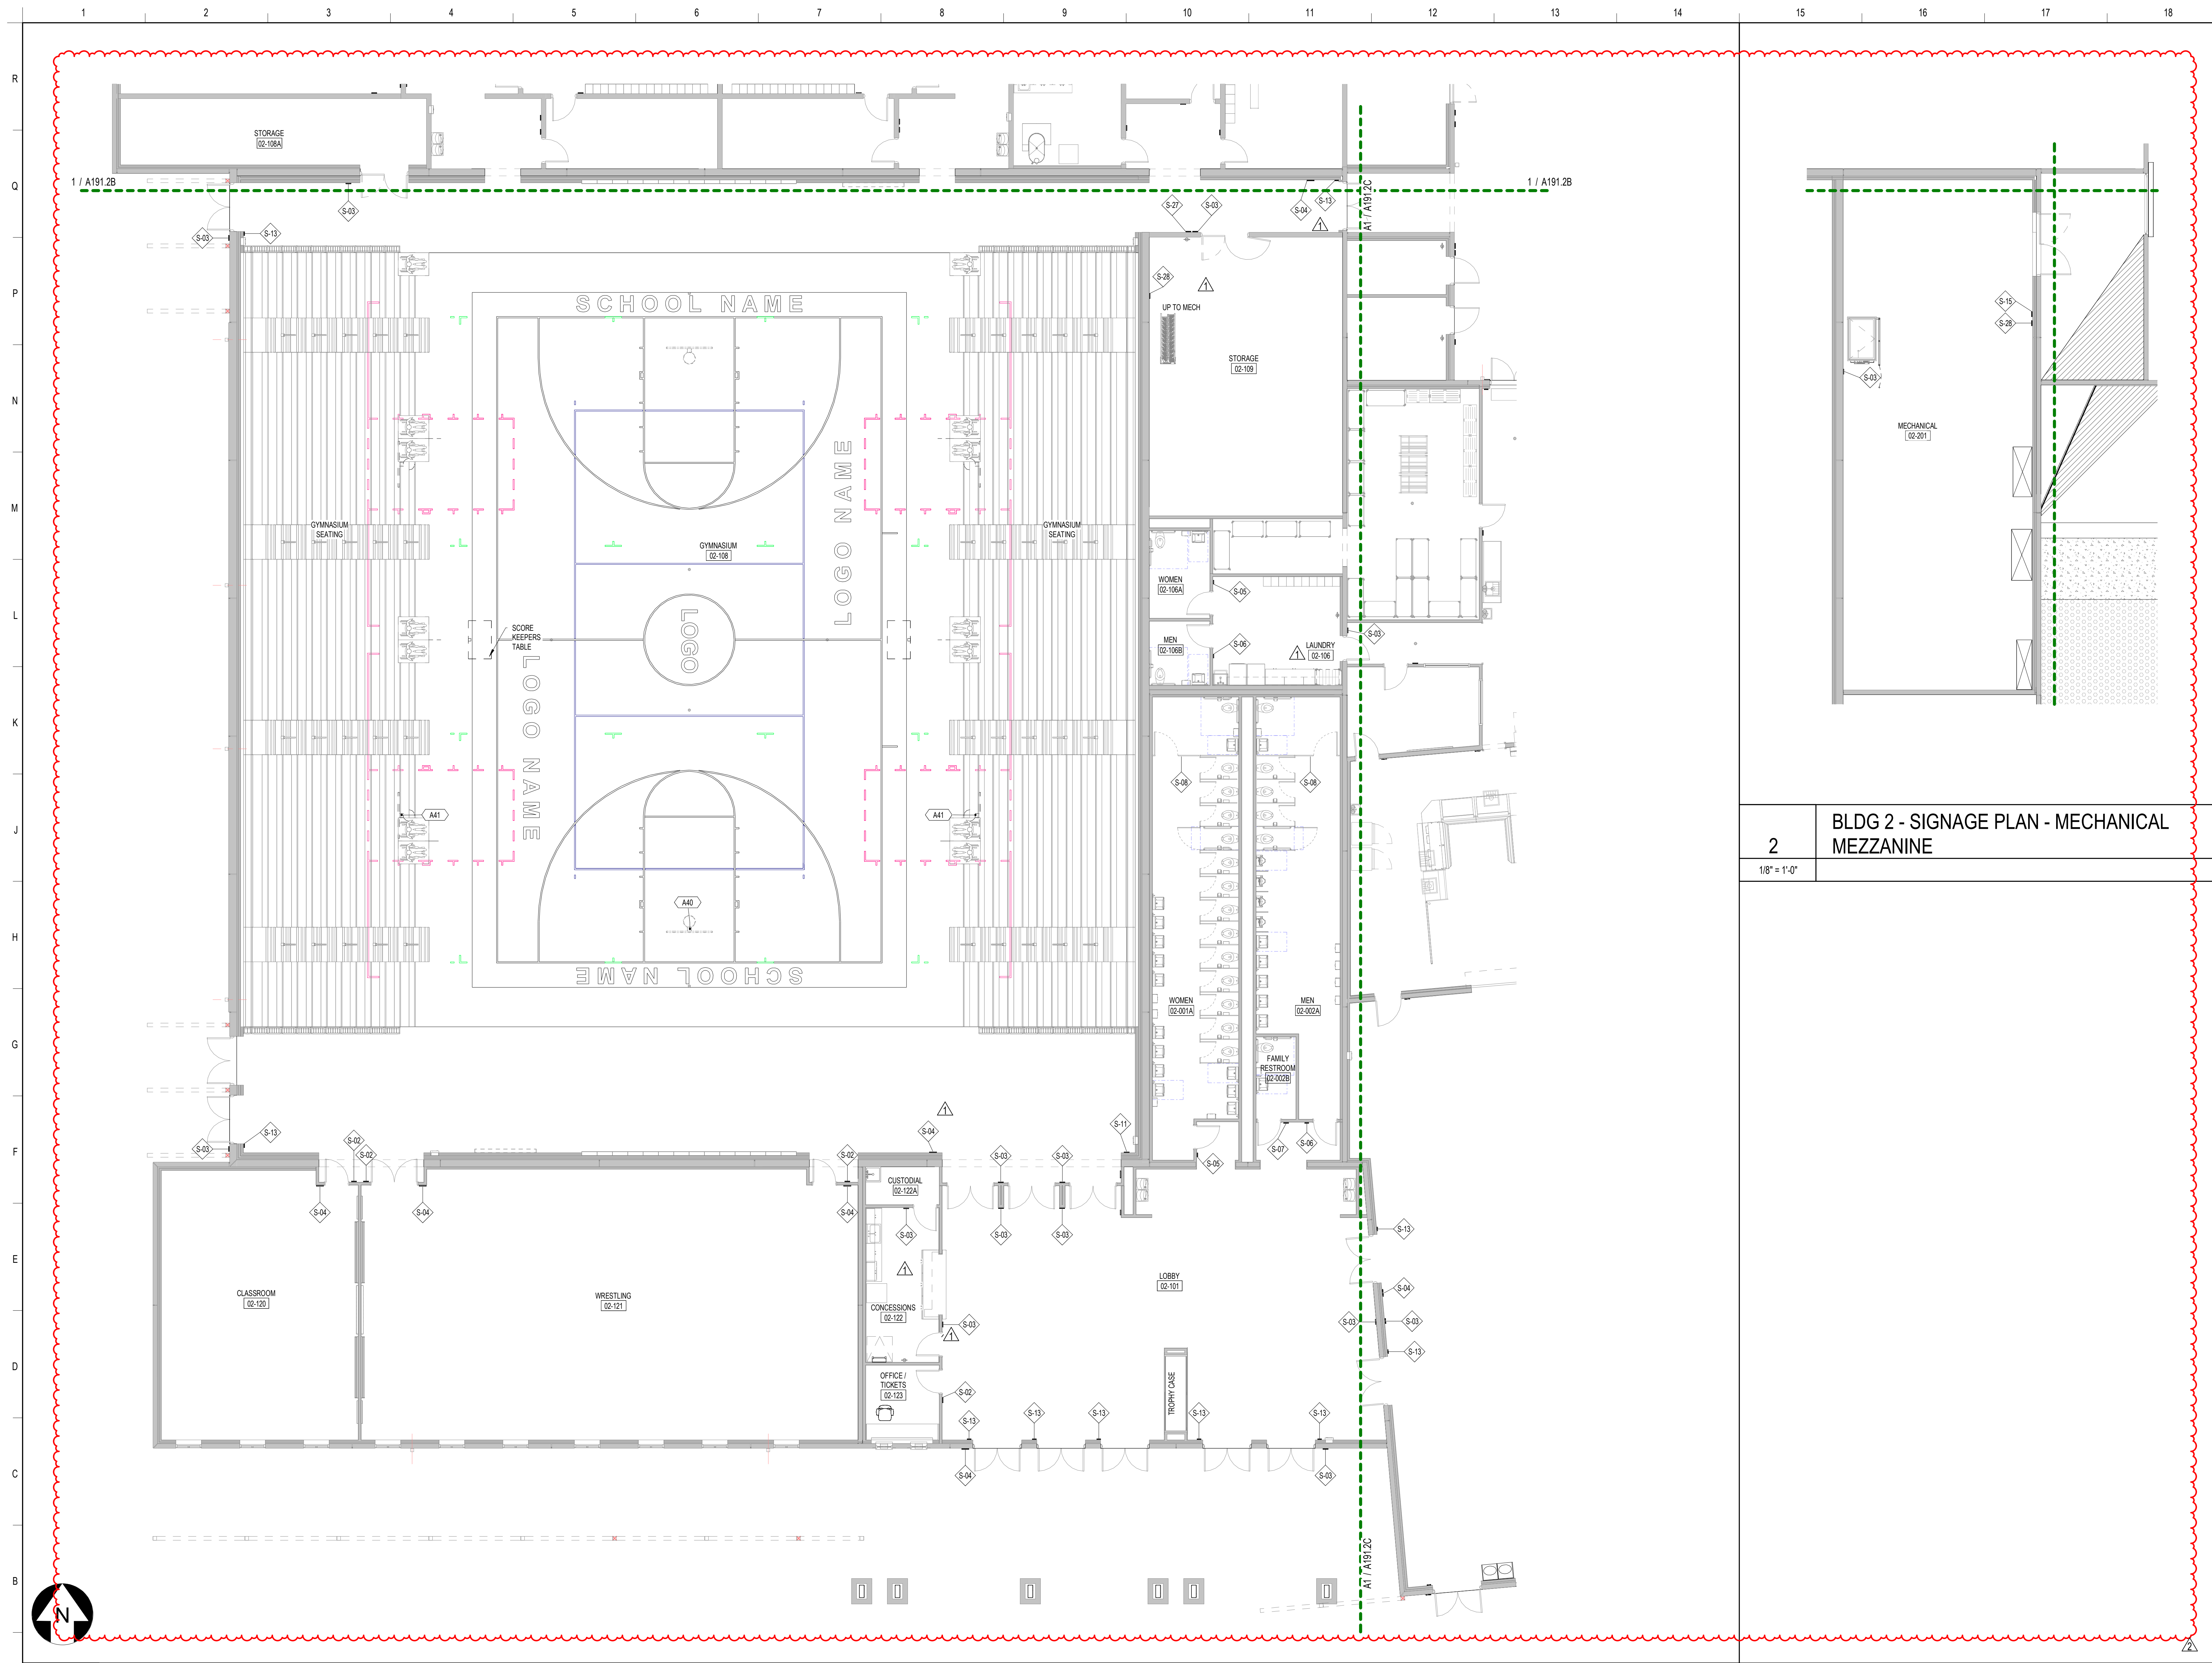 1 2 3 4 5 6 7 8 9 10 11 12 13 14 15 16 17 18
R
STORAGE
02-108A
Q
1 / A191.2B
1 / A191.2B
A1 / A191.2C
S-03
S-27
S-03
S-04
S-13
1
S-03
S-13
P
S-28
1
UP TO MECH
SCHOOL NAME
S-15
S-28
STORAGE
02-109
S-03
N
MECHANICAL
02-201
LOGO NAME
M
GYMNASIUM
SEATING
GYMNASIUM
SEATING
GYMNASIUM
02-108
WOMEN
02-106A
S-05
L
LOGO
SCORE
KEEPERS
TABLE
S-03
MEN
02-106B
S-06
1
LAUNDRY
02-106
LOGO NAME
K
S-08
S-08
J
A41
A41
2
BLDG 2 - SIGNAGE PLAN - MECHANICAL
MEZZANINE
1/8" = 1'-0"
A40
H
SCHOOL NAME
WOMEN
02-001A
MEN
02-002A
G
FAMILY
RESTROOM
02-002B
1
S-13
S-02
S-04
S-11
S-03
S-02
S-02
S-03
S-03
S-07
S-06
S-05
F
CUSTODIAL
02-122A
S-04
S-04
S-04
S-03
S-03
S-03
S-13
E
1
LOBBY
02-101
CLASSROOM
02-120
WRESTLING
02-121
S-04
CONCESSIONS
02-122
S-03
1
S-03
S-03
S-13
D
OFFICE /
TICKETS
02-123
S-02
TROPHY CASE
S-13
S-13
S-13
S-13
S-13
C
S-04
S-03
A1 / A191.2C
B
N
2